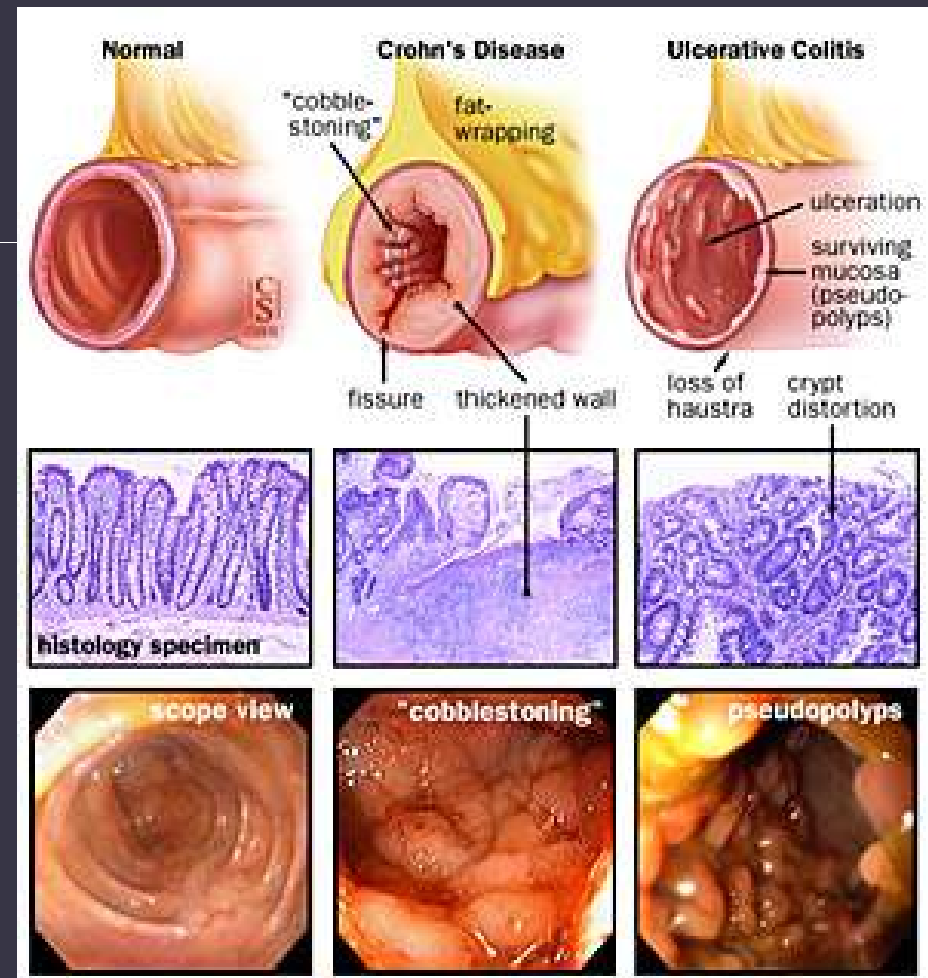 Normal
Crohn's Disease
Ulcerative Colitis
"cobble-
stoning"
fat-
wrapping
ulceration
surviving
mucosa
(pseudo-
polyps)
C
S
fissure
thickened wall
loss of
haustra
crypt
distortion
histology specimen
scope view
"cobblestoning"
pseudopolyps